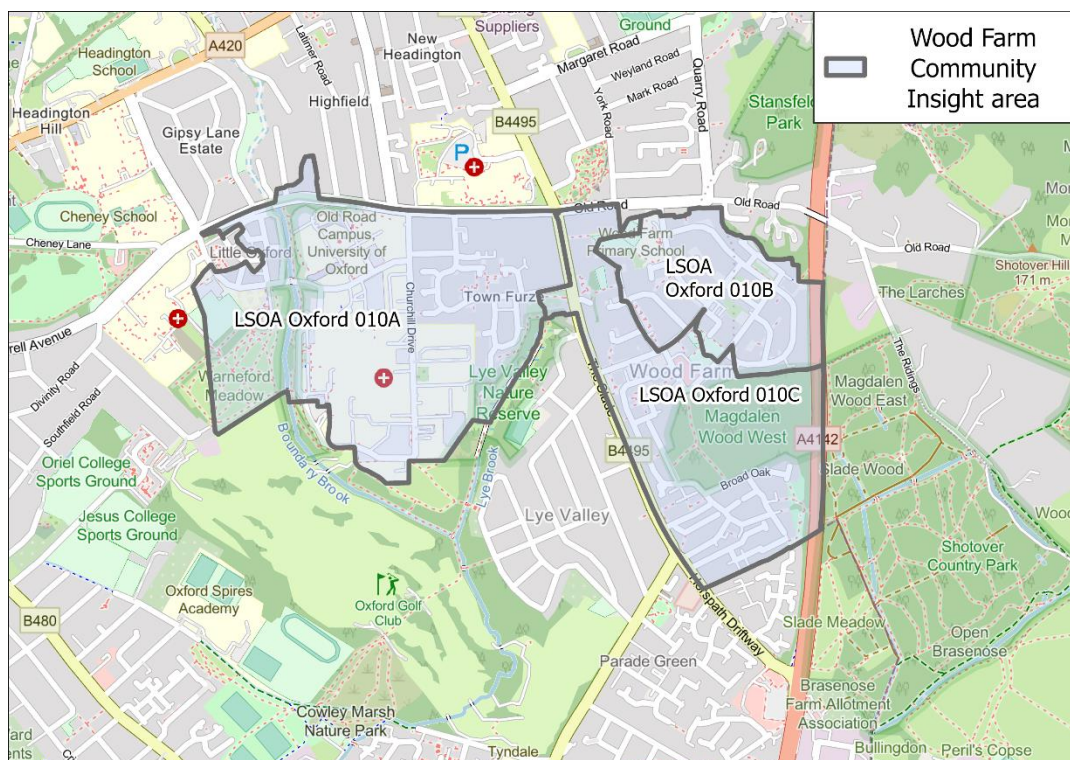 Wood Farm
Community
Insight area
Headington
School
A420
Latimer Road
New
Headington
Building
Suppliers
Ground
Margaret Road
Weyland Road
Mark Road
York Road
Quarry Road
Stansfeld
Park
Headington
Hill
Highfield
Gipsy Lane
Estate
B4495
P
Cheney School
Cheney Lane
Old Road
Old Road
Old Road
Old Road
Campus,
University of
Oxford
Little Oxford
Wood Farm
Primary School
LSOA
Oxford 010B
Shotover Hill
171 m
The Larches
The Ridings
Churchill Drive
Town Furze
LSOA Oxford 010A
Divinity Road
Southfield Road
Warneford
Meadow
Lye Valley
Nature
Reserve
The Slade
Wood Farm
LSOA Oxford 010C
Magdalen
Wood West
Magdalen
Wood East
A4142
Slade Wood
Oriel College
Sports Ground
Boundary Brook
Lye Brook
B4495
Broad Oak
Jesus College
Sports Ground
Lye Valley
Shotover
Country Park
Oxford Spires
Academy
Oxford Golf
Club
Horspath Driftway
Slade Meadow
B480
Parade Green
Open
Brasenose
Brasenose
Farm Allotment
Association
Cowley Marsh
Nature Park
Tyndale
Bullingdon
Peril's Copse